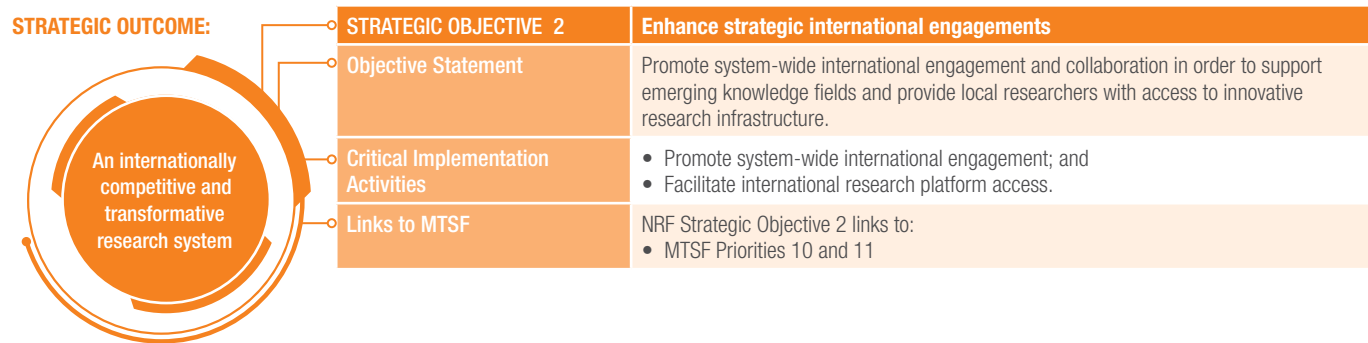 STRATEGIC OUTCOME:
An internationally
competitive and
transformative
research system
STRATEGIC OBJECTIVE 2
Enhance strategic international engagements
Objective Statement
Promote system-wide international engagement and collaboration in order to support
emerging knowledge fields and provide local researchers with access to innovative
research infrastructure.
Critical Implementation
Activities
• Promote system-wide international engagement; and
• Facilitate international research platform access.
Links to MTSF
NRF Strategic Objective 2 links to:
• MTSF Priorities 10 and 11